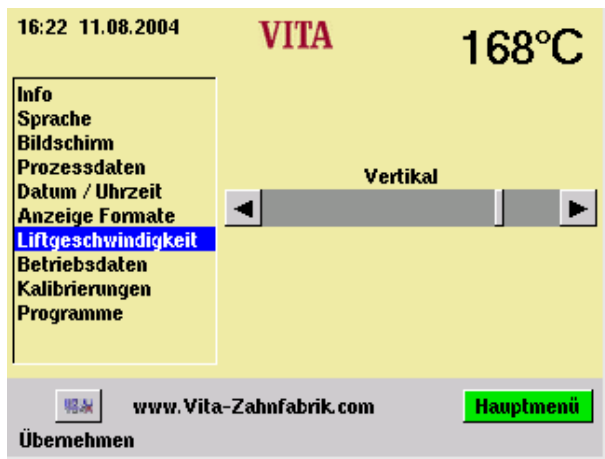 16:22 11.08.2004
VITA
168°C
Info
Sprache
Bildschirm
Prozessdaten
Datum / Uhrzeit
Anzeige Formate
Liftgeschwindigkeit
Betriebsdaten
Kalibrierungen
Programme
Vertikal
www.Vita-Zahnfabrik.com
Hauptmenü
Übernehmen